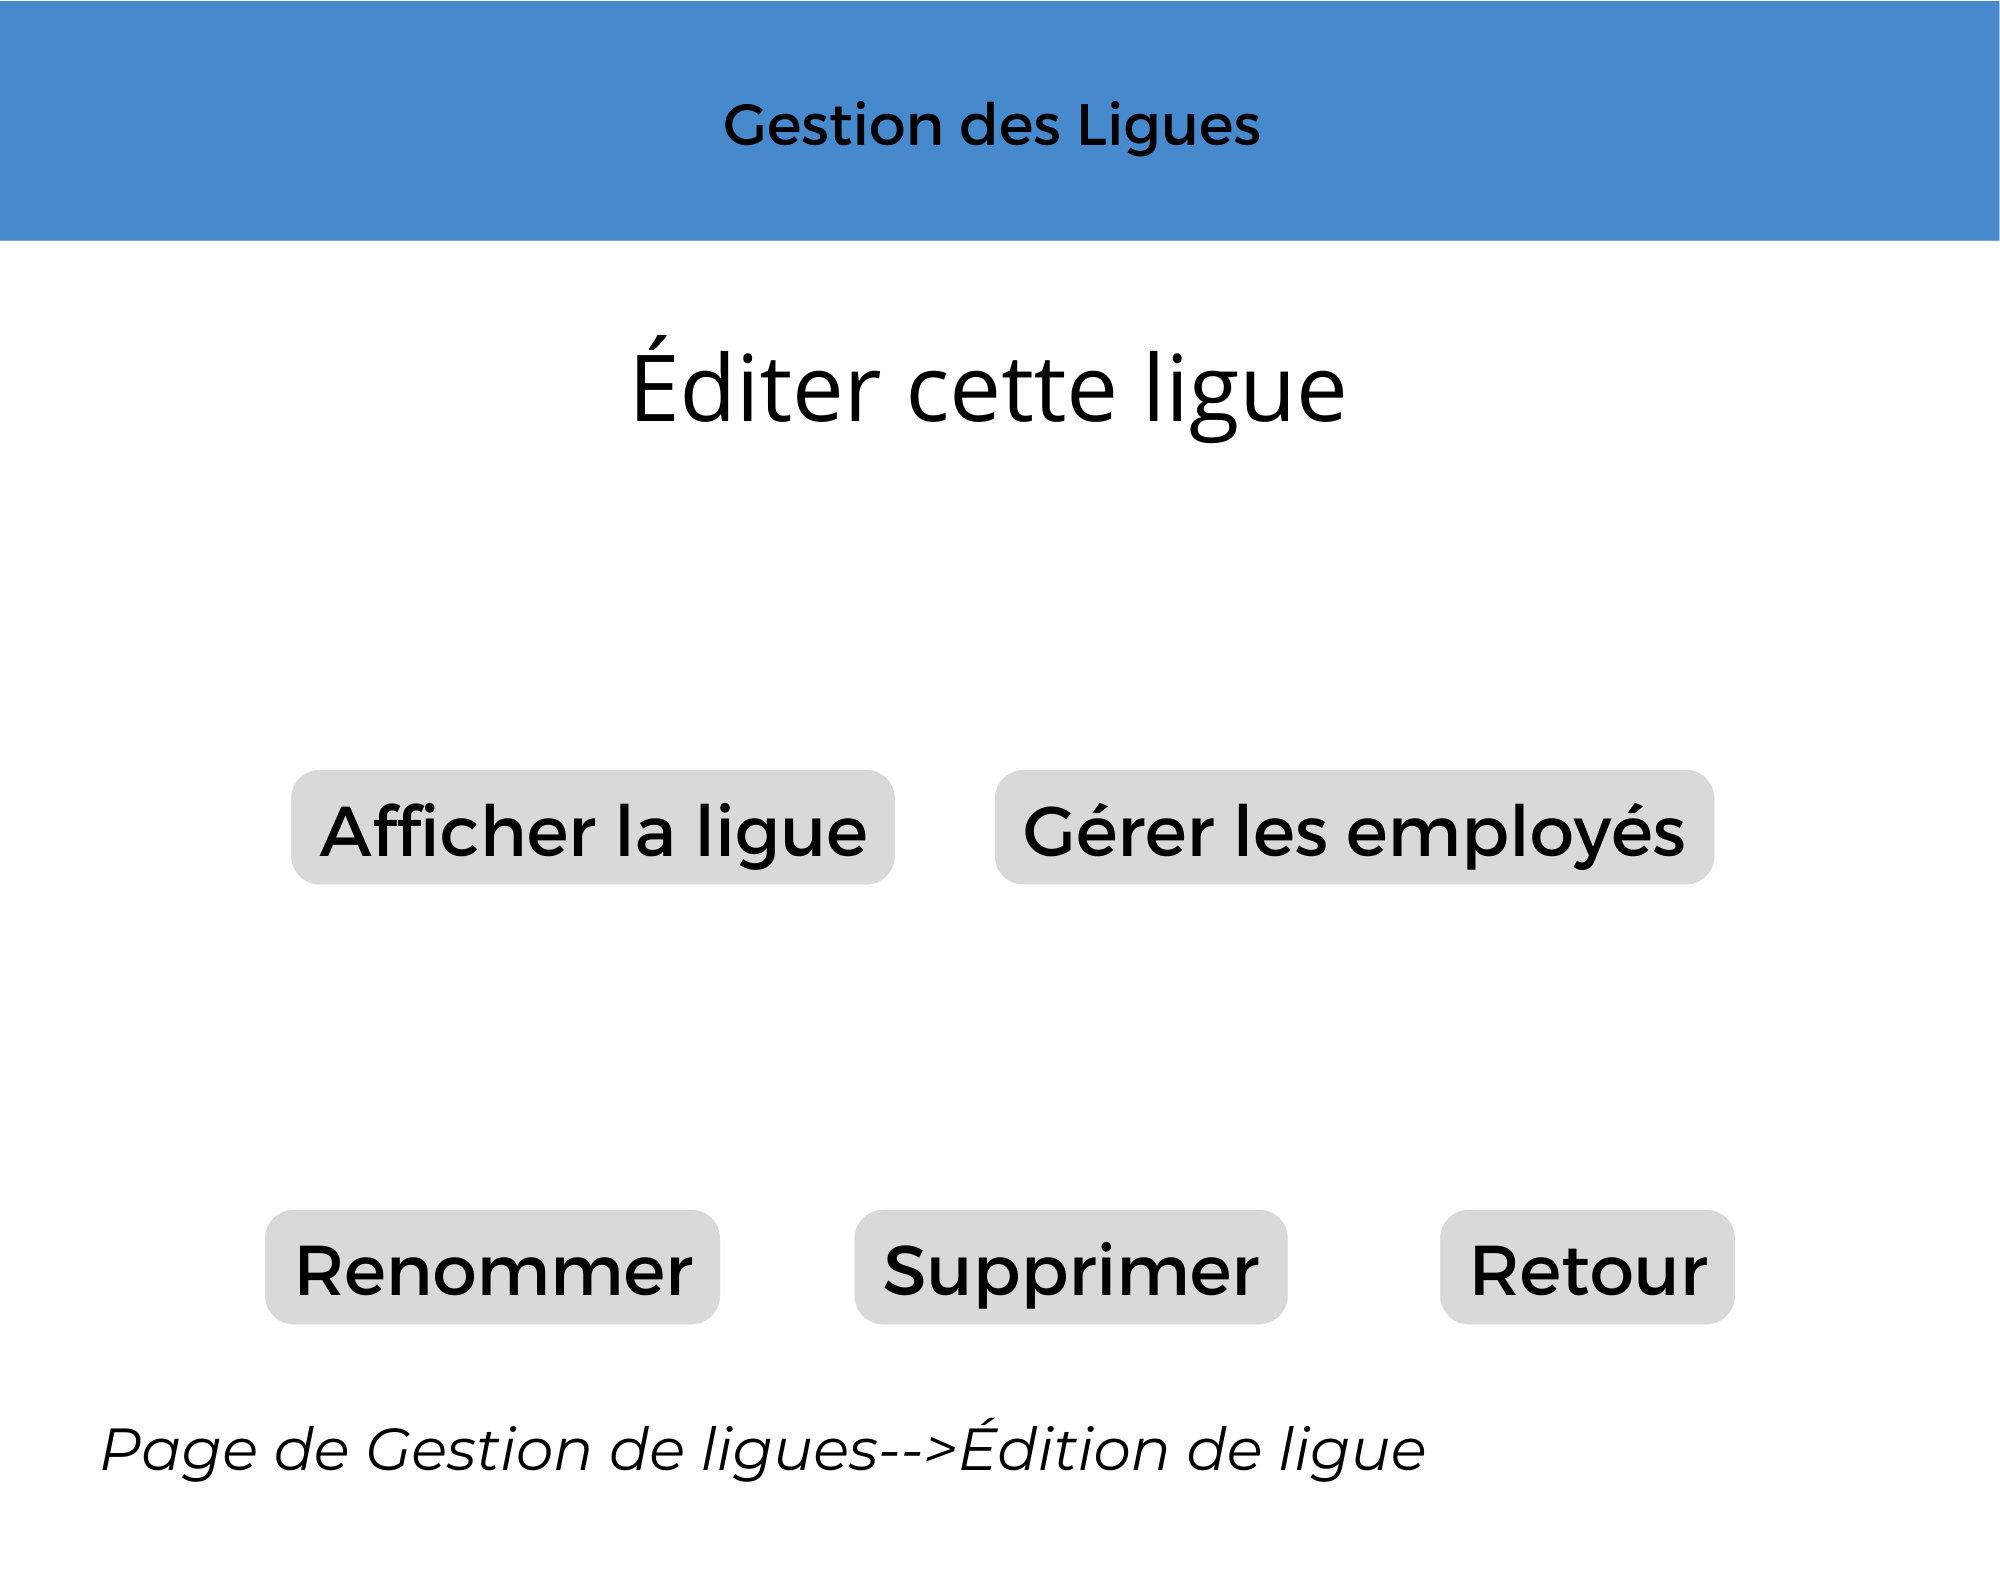 Gestion des Ligues
Éditer cette ligue
Afficher la ligue
Gérer les employés
Renommer
Supprimer
Retour
Page de Gestion de ligues-->Édition de ligue